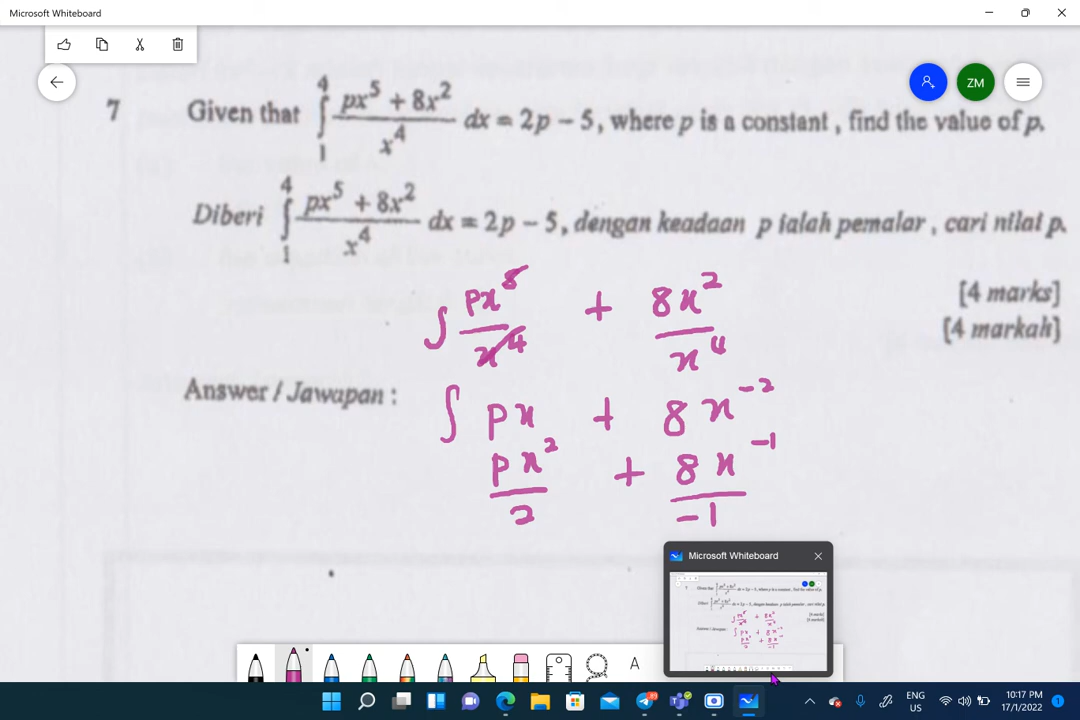 Microsoft Whiteboard
ZM
7 Given that ∫₁⁴ (px⁵ + 8x²)/x⁴ dx = 2p − 5, where p is a constant, find the value of p.
Diberi ∫₁⁴ (px⁵ + 8x²)/x⁴ dx = 2p − 5, dengan keadaan p ialah pemalar, cari nilai p.
[4 marks]
[4 markah]
∫ px⁵/x⁴ + 8x²/x⁴
Answer / Jawapan :
∫ px + 8x⁻²
px²/2 + 8x⁻¹/−1
Microsoft Whiteboard
A
ENG
US
10:17 PM
17/1/2022